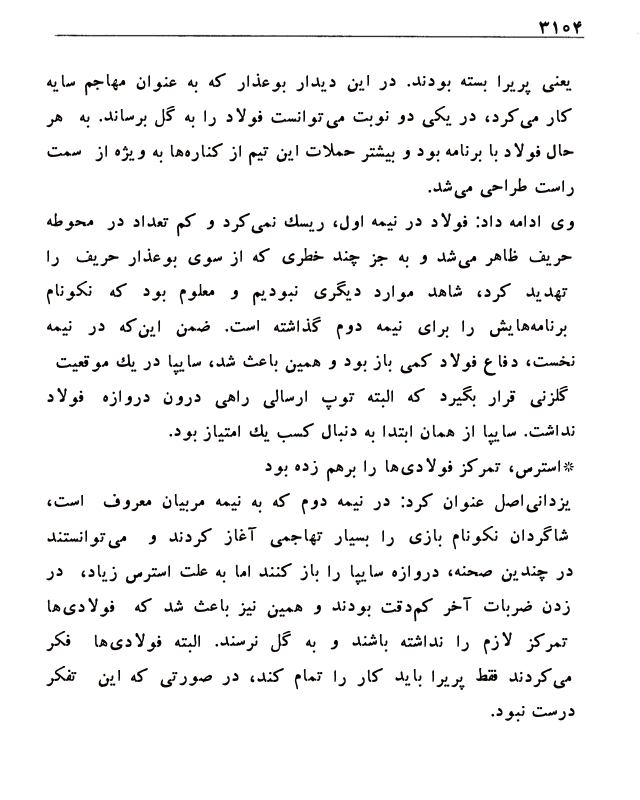 ۳۱۰۴
یعنی پریرا بسته بودند. در این دیدار بوعذار که به عنوان مهاجم سایه
کار می‌کرد، در یکی دو نوبت می‌توانست فولاد را به گل برساند. به هر
حال فولاد با برنامه بود و بیشتر حملات این تیم از کناره‌ها به ویژه از سمت
راست طراحی می‌شد.
وی ادامه داد: فولاد در نیمه اول، ریسك نمی‌کرد و کم تعداد در محوطه
حریف ظاهر می‌شد و به جز چند خطری که از سوی بوعذار حریف را
تهدید کرد، شاهد موارد دیگری نبودیم و معلوم بود که نکونام
برنامه‌هایش را برای نیمه دوم گذاشته است. ضمن این‌که در نیمه
نخست، دفاع فولاد کمی باز بود و همین باعث شد، سایپا در یك موقعیت
گلزنی قرار بگیرد که البته توپ ارسالی راهی درون دروازه فولاد
نداشت. سایپا از همان ابتدا به دنبال کسب یك امتیاز بود.
*استرس، تمرکز فولادی‌ها را برهم زده بود
یزدانی‌اصل عنوان کرد: در نیمه دوم که به نیمه مربیان معروف است،
شاگردان نکونام بازی را بسیار تهاجمی آغاز کردند و می‌توانستند
در چندین صحنه، دروازه سایپا را باز کنند اما به علت استرس زیاد، در
زدن ضربات آخر کم‌دقت بودند و همین نیز باعث شد که فولادی‌ها
تمرکز لازم را نداشته باشند و به گل نرسند. البته فولادی‌ها فکر
می‌کردند فقط پریرا باید کار را تمام کند، در صورتی که این تفکر
درست نبود.